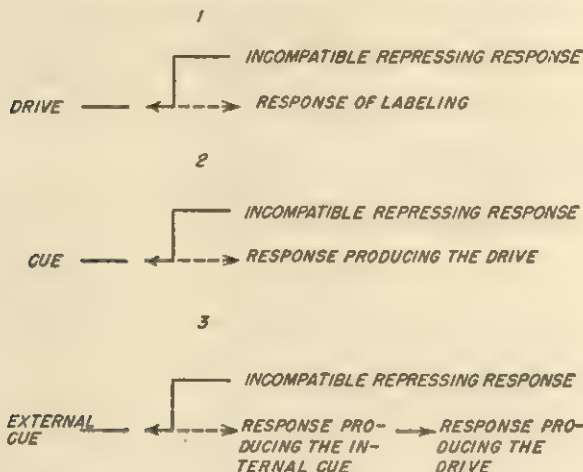 1
INCOMPATIBLE REPRESSING RESPONSE
DRIVE
RESPONSE OF LABELING
2
INCOMPATIBLE REPRESSING RESPONSE
CUE
RESPONSE PRODUCING THE DRIVE
3
INCOMPATIBLE REPRESSING RESPONSE
EXTERNAL
CUE
RESPONSE PRO-
DUCING THE IN-
TERNAL CUE
RESPONSE PRO-
DUCING THE
DRIVE